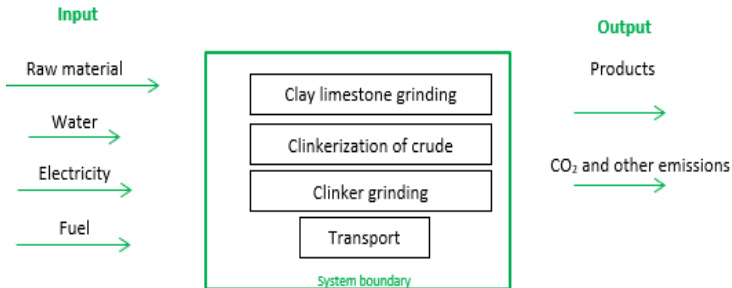 Input
Output
Raw material
Products
Clay limestone grinding
Water
Clinkerization of crude
CO₂ and other emissions
Electricity
Clinker grinding
Fuel
Transport
System boundary